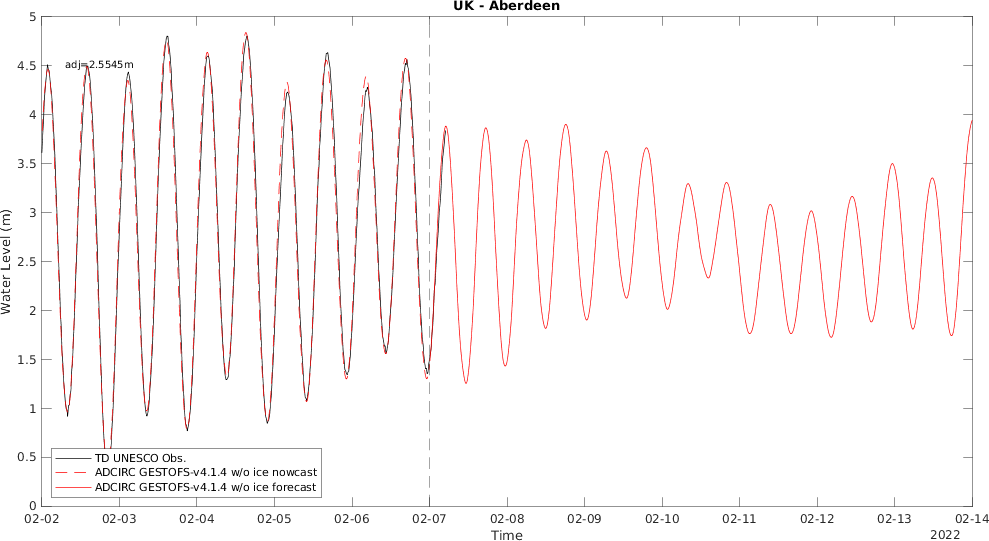 UK - Aberdeen
5
4.5
4
3.5
3
2.5
2
1.5
1
0.5
0
Water Level (m)
adj=2.5545m
TD UNESCO Obs.
ADCIRC GESTOFS-v4.1.4 w/o ice nowcast
ADCIRC GESTOFS-v4.1.4 w/o ice forecast
02-02 02-03 02-04 02-05 02-06 02-07 02-08 02-09 02-10 02-11 02-12 02-13 02-14
Time
2022